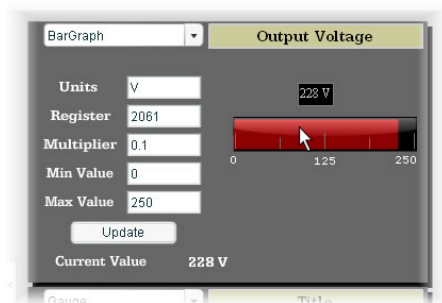 BarGraph
Output Voltage
Units V
228 V
Register 2061
Multiplier 0.1
0 125 250
Min Value 0
Max Value 250
Update
Current Value 228 V
Gauge
Title